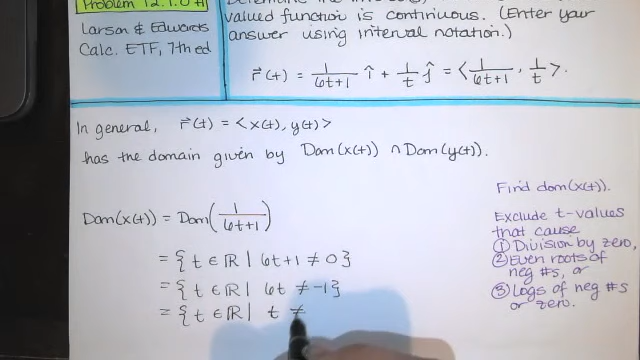 Problem 12.1.0
Larson & Edwards
Calc. ETF, 7th ed
valued function is continuous. (Enter your
answer using interval notation.)
r⃗(t) = 1/(6t+1) î + 1/t ĵ = <1/(6t+1), 1/t>.
In general, r⃗(t) = <x(t), y(t)>
has the domain given by Dom(x(t)) ∩ Dom(y(t)).
Dom(x(t)) = Dom(1/(6t+1))
= {t ∈ ℝ | 6t+1 ≠ 0}
= {t ∈ ℝ | 6t ≠ -1}
= {t ∈ ℝ | t ≠
Find dom(x(t)).
Exclude t-values
that cause
① Division by zero,
② Even roots of
neg #s, or
③ Logs of neg #s
or zero.